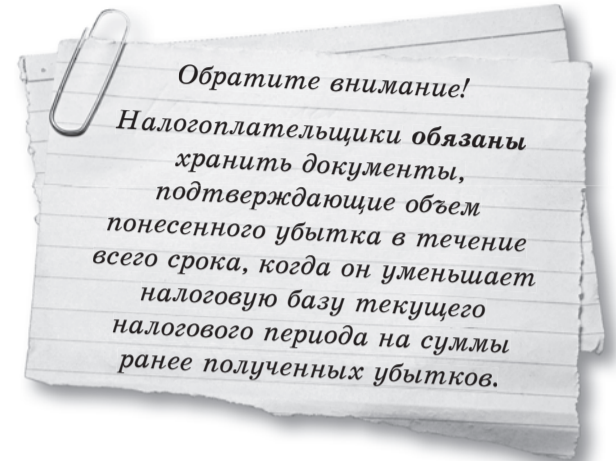 Обратите внимание!
Налогоплательщики обязаны
хранить документы,
подтверждающие объем
понесенного убытка в течение
всего срока, когда он уменьшает
налоговую базу текущего
налогового периода на суммы
ранее полученных убытков.